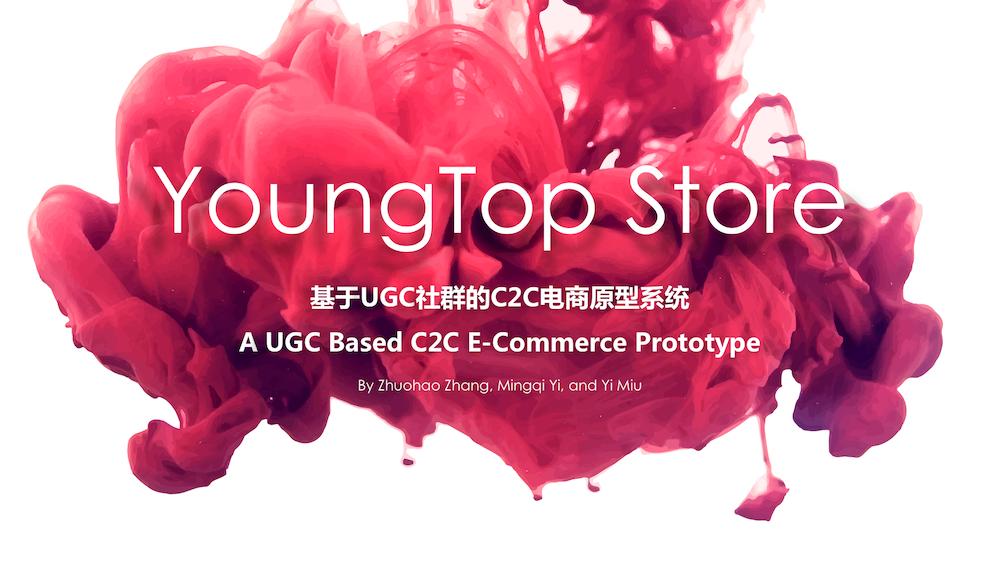 YoungTop Store
基于UGC社群的C2C电商原型系统
A UGC Based C2C E-Commerce Prototype
By Zhuohao Zhang, Mingqi Yi, and Yi Miu